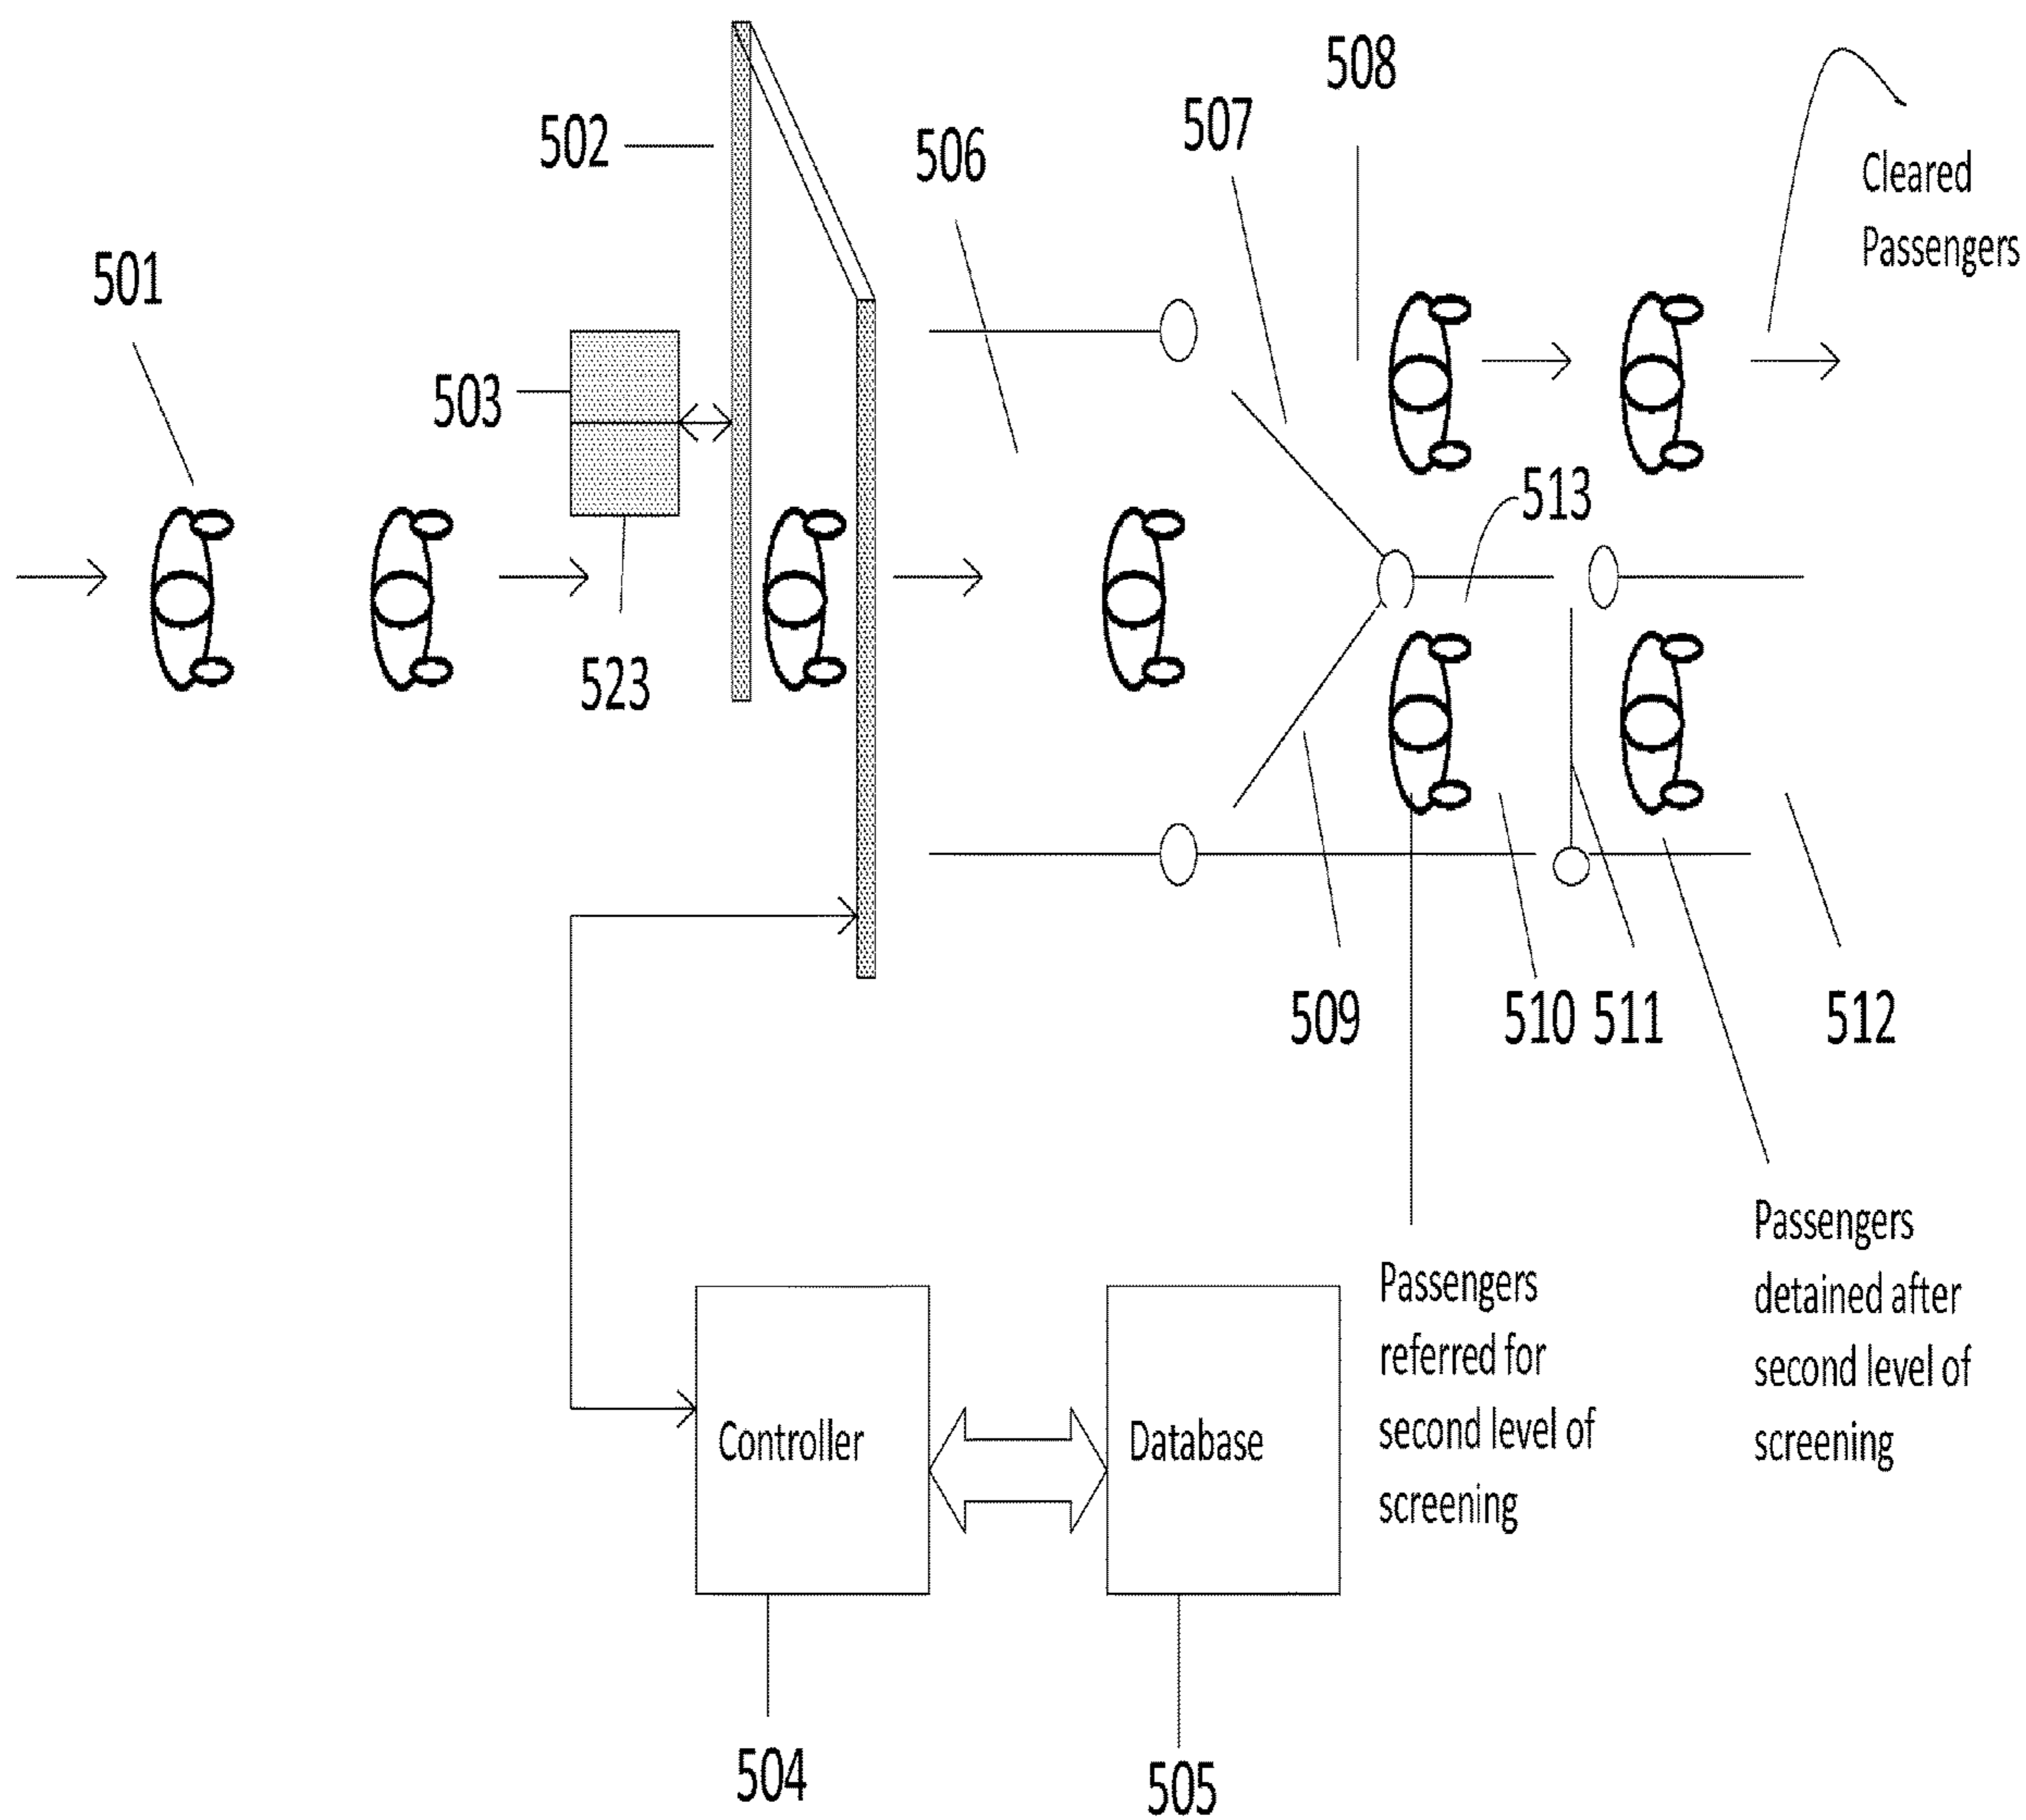 508
507
502
506
Cleared
Passengers
501
503
513
523
509
510
511
512
Passengers
referred for
second level of
screening
Passengers
detained after
second level of
screening
Controller
Database
504
505